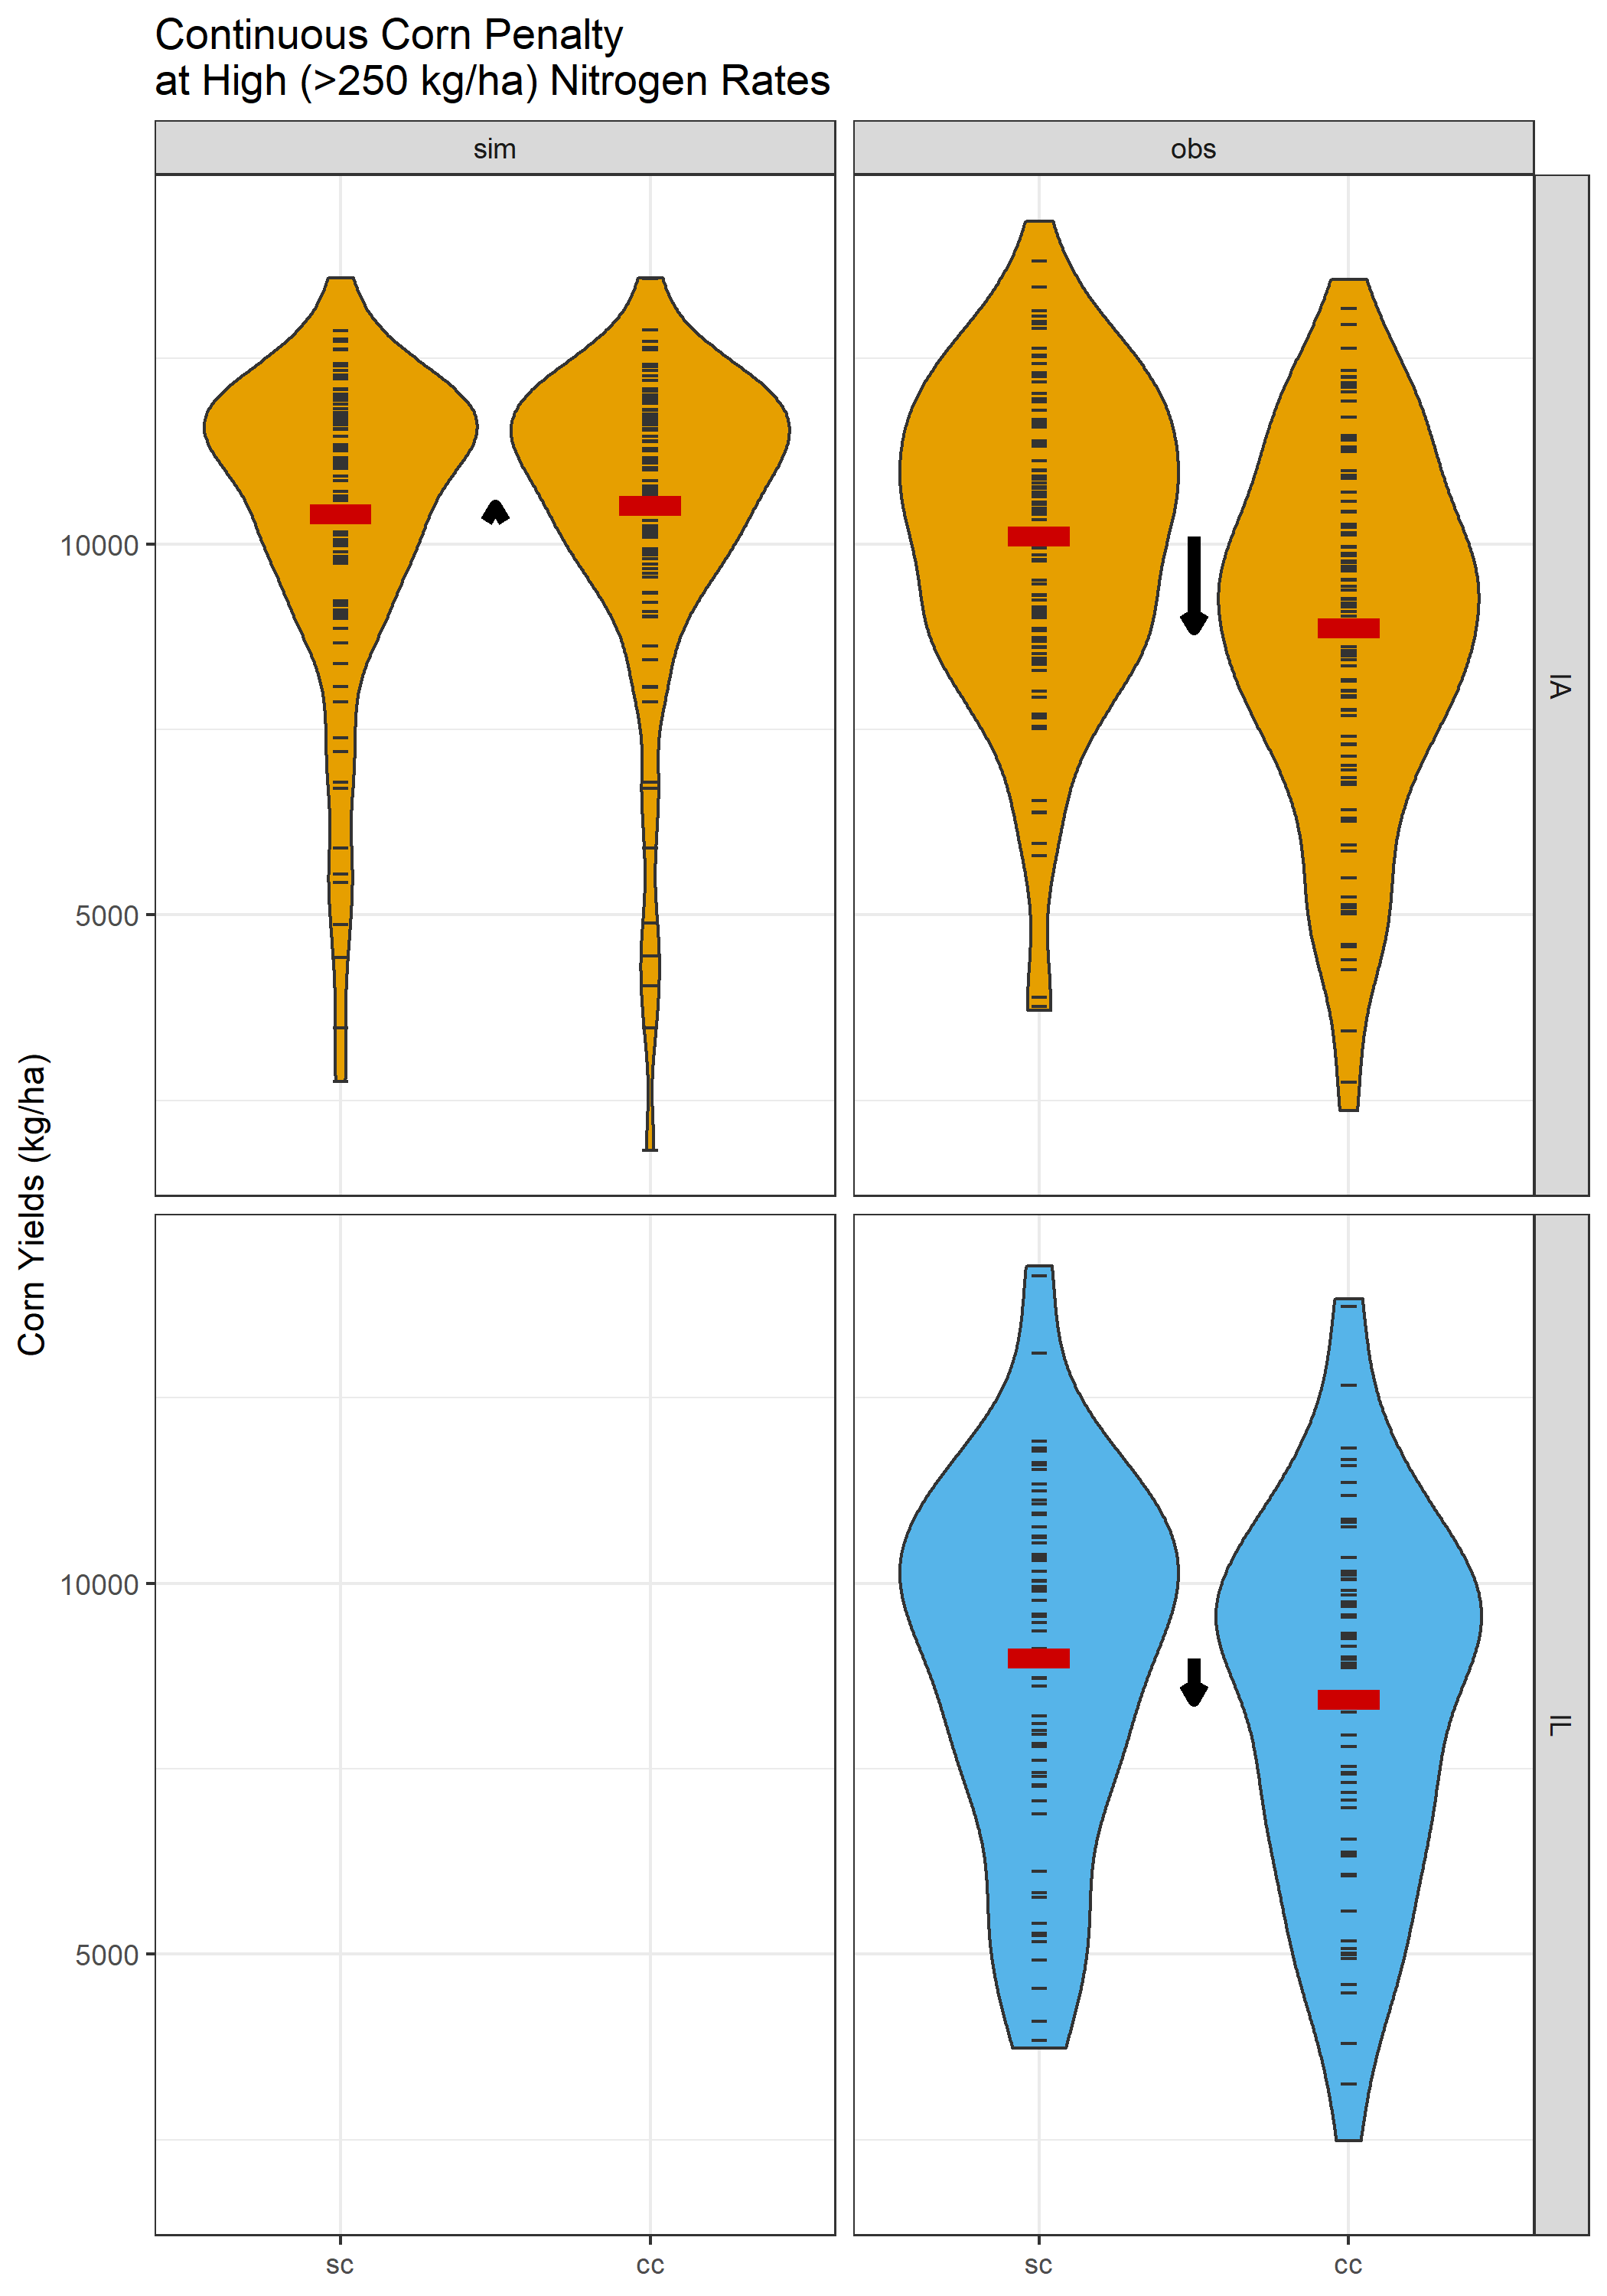 Continuous Corn Penalty
at High (>250 kg/ha) Nitrogen Rates
sim
obs
10000
5000
IA
Corn Yields (kg/ha)
10000
5000
IL
sc
cc
sc
cc